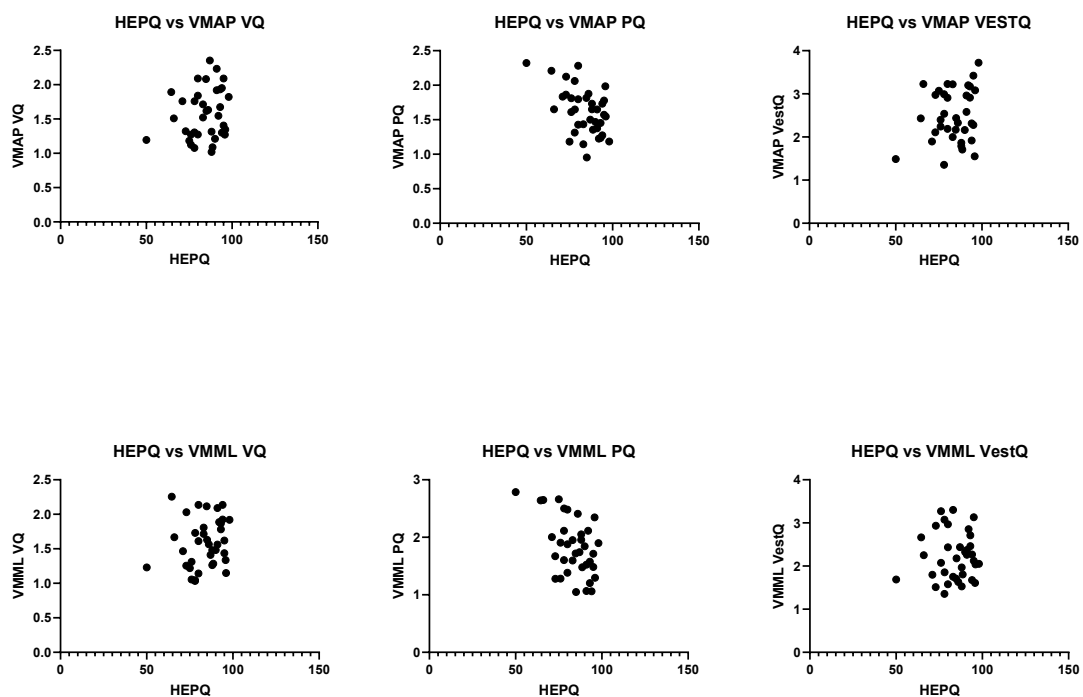 HEPQ vs VMAP VQ
VMAP VQ
2.5
2.0
1.5
1.0
0.5
0.0
0 50 100 150
HEPQ
HEPQ vs VMAP PQ
VMAP PQ
2.5
2.0
1.5
1.0
0.5
0.0
0 50 100 150
HEPQ
HEPQ vs VMAP VESTQ
VMAP VestQ
4
3
2
1
0
0 50 100 150
HEPQ
HEPQ vs VMML VQ
VMML VQ
2.5
2.0
1.5
1.0
0.5
0.0
0 50 100 150
HEPQ
HEPQ vs VMML PQ
VMML PQ
3
2
1
0
0 50 100 150
HEPQ
HEPQ vs VMML VestQ
VMML VestQ
4
3
2
1
0
0 50 100 150
HEPQ